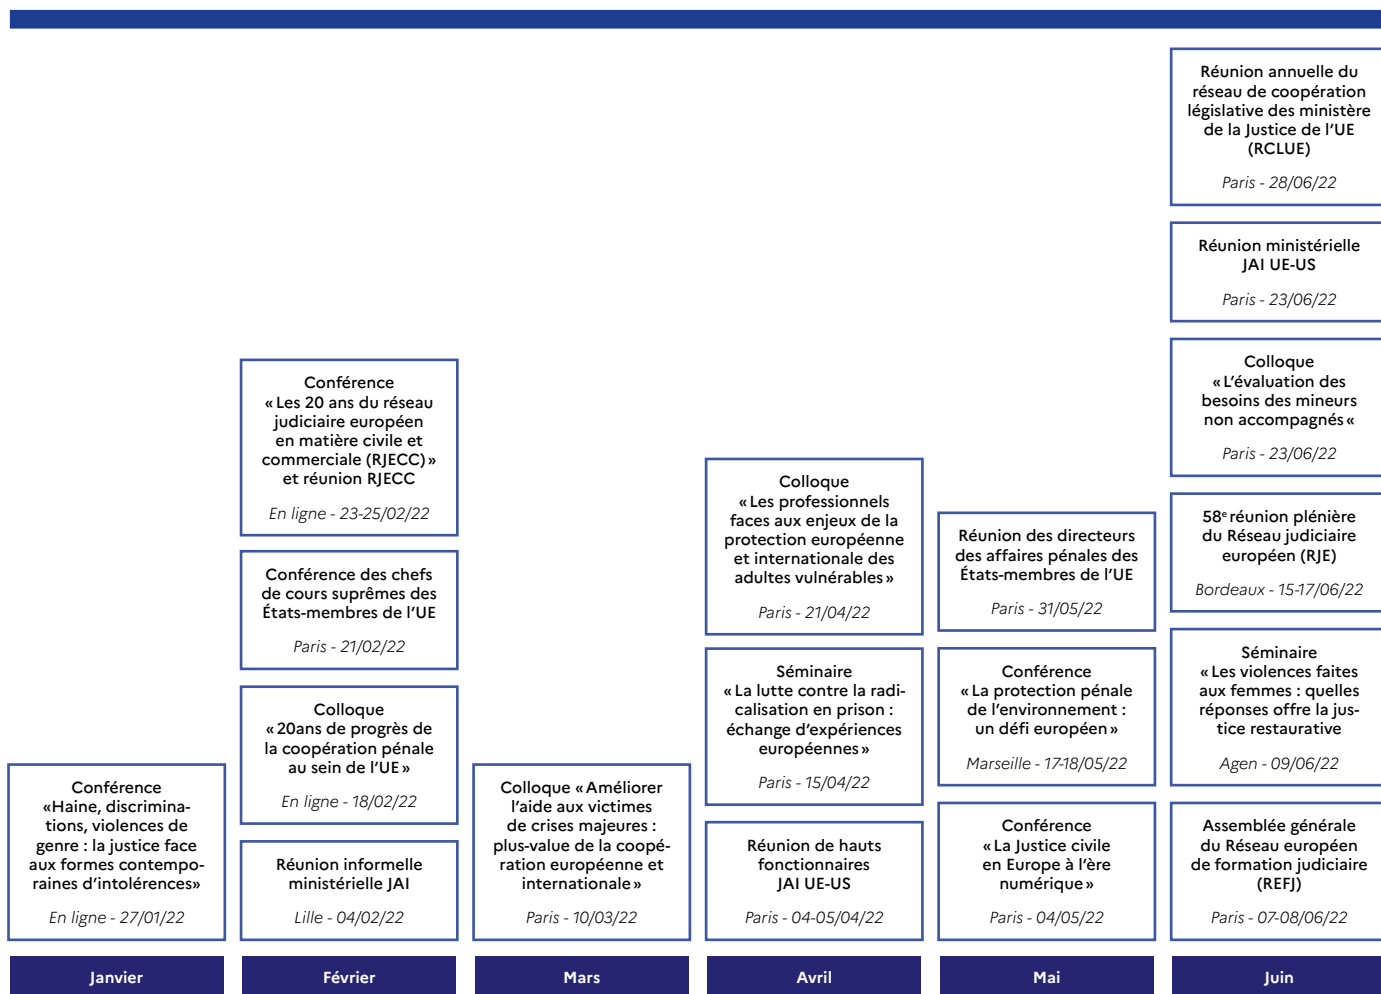 Réunion annuelle du
réseau de coopération
législative des ministère
de la Justice de l'UE
(RCLUE)
Paris - 28/06/22
Réunion ministérielle
JAI UE-US
Paris - 23/06/22
Colloque
« L'évaluation des
besoins des mineurs
non accompagnés «
Paris - 23/06/22
58e réunion plénière
du Réseau judiciaire
européen (RJE)
Bordeaux - 15-17/06/22
Séminaire
« Les violences faites
aux femmes : quelles
réponses offre la jus-
tice restaurative
Agen - 09/06/22
Assemblée générale
du Réseau européen
de formation judiciaire
(REFJ)
Paris - 07-08/06/22
Conférence
« Les 20 ans du réseau
judiciaire européen
en matière civile et
commerciale (RJECC) »
et réunion RJECC
En ligne - 23-25/02/22
Conférence des chefs
de cours suprêmes des
États-membres de l'UE
Paris - 21/02/22
Colloque
« 20ans de progrès de
la coopération pénale
au sein de l'UE »
En ligne - 18/02/22
Réunion informelle
ministérielle JAI
Lille - 04/02/22
Colloque
« Les professionnels
faces aux enjeux de la
protection européenne
et internationale des
adultes vulnérables »
Paris - 21/04/22
Séminaire
« La lutte contre la radi-
calisation en prison :
échange d'expériences
européennes »
Paris - 15/04/22
Réunion de hauts
fonctionnaires
JAI UE-US
Paris - 04-05/04/22
Réunion des directeurs
des affaires pénales des
États-membres de l'UE
Paris - 31/05/22
Conférence
« La protection pénale
de l'environnement :
un défi européen »
Marseille - 17-18/05/22
Conférence
« La Justice civile
en Europe à l'ère
numérique »
Paris - 04/05/22
Conférence
«Haine, discrimina-
tions, violences de
genre : la justice face
aux formes contempo-
raines d'intolérences»
En ligne - 27/01/22
Colloque « Améliorer
l'aide aux victimes
de crises majeures :
plus-value de la coopé-
ration européenne et
internationale »
Paris - 10/03/22
Janvier
Février
Mars
Avril
Mai
Juin